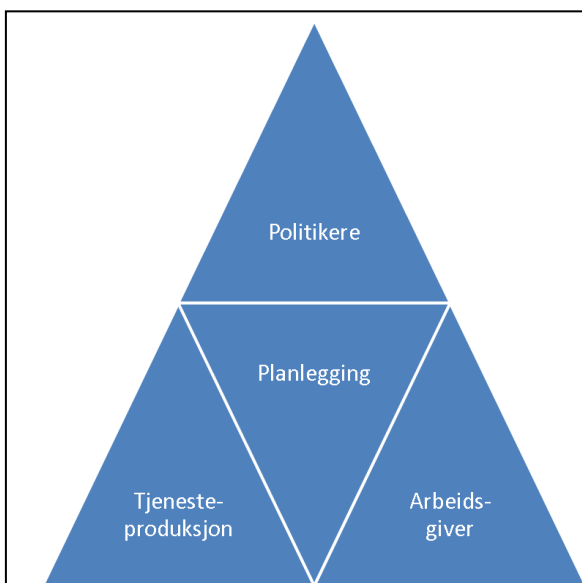 Politikere
Planlegging
Tjeneste-
produksjon
Arbeids-
giver